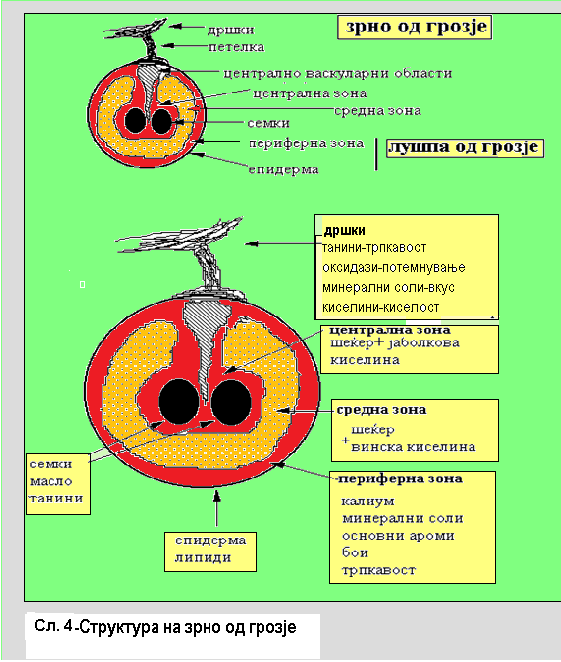 зрно од грозје
дршки
петелка
централно васкуларни области
централна зона
средна зона
семки
периферна зона
лушпа од грозје
епидерма
дршки
танини-трпкавост
оксидази-потемнување
минерални соли-вкус
киселини-киселост
централна зона
шеќер+ јаболкова
киселина
средна зона
шеќер
+
винска киселина
семки
масло
танини
периферна зона
калиум
минерални соли
основни ароми
бои
трпкавост
епидерма
липиди
Сл. 4-Структура на зрно од грозје